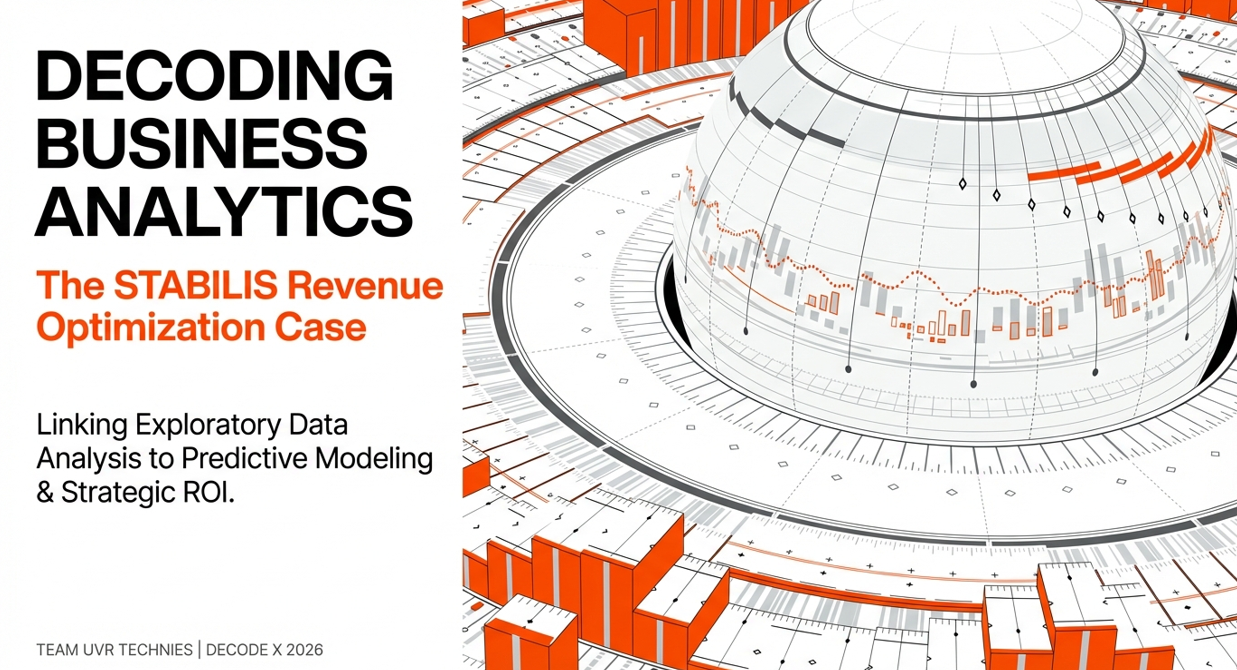 DECODING
BUSINESS
ANALYTICS
The STABILIS Revenue
Optimization Case
Linking Exploratory Data
Analysis to Predictive Modeling
& Strategic ROI.
TEAM UVR TECHNIES | DECODE X 2026